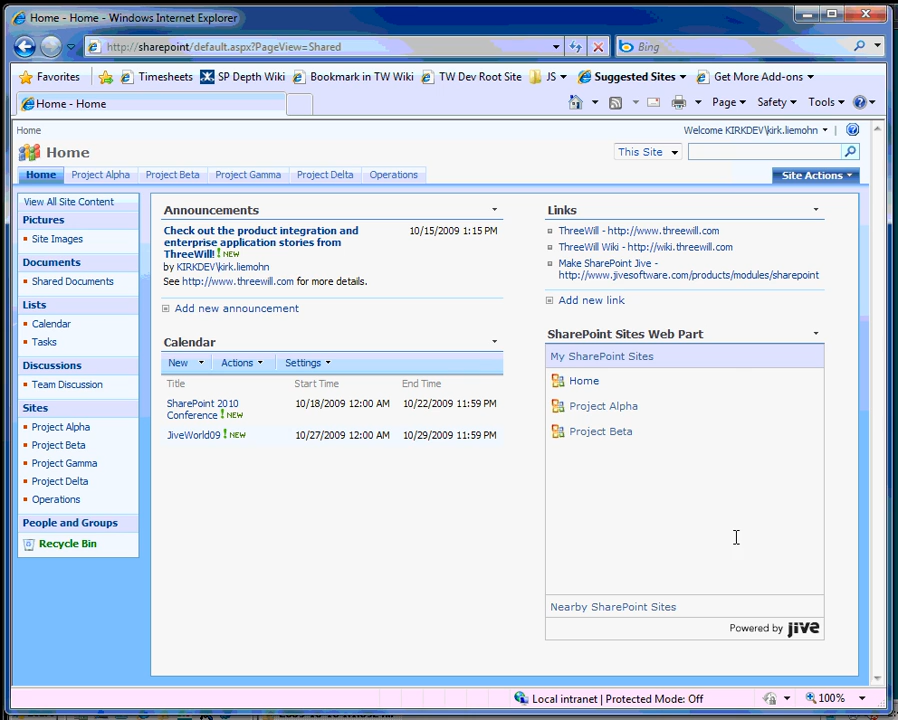 Home - Home - Windows Internet Explorer
http://sharepoint/default.aspx?PageView=Shared
Bing
Favorites Timesheets SP Depth Wiki Bookmark in TW Wiki TW Dev Root Site JS Suggested Sites Get More Add-ons
Home - Home
Page Safety Tools
Home
Welcome KIRKDEV\kirk.liemohn
Home
This Site
Home Project Alpha Project Beta Project Gamma Project Delta Operations
Site Actions
View All Site Content
Pictures
Site Images
Documents
Shared Documents
Lists
Calendar
Tasks
Discussions
Team Discussion
Sites
Project Alpha
Project Beta
Project Gamma
Project Delta
Operations
People and Groups
Recycle Bin
Announcements
Check out the product integration and 10/15/2009 1:15 PM
enterprise application stories from
ThreeWill! ! NEW
by KIRKDEV\kirk.liemohn
See http://www.threewill.com for more details.
Add new announcement
Calendar
New Actions Settings
Title Start Time End Time
SharePoint 2010 10/18/2009 12:00 AM 10/22/2009 11:59 PM
Conference ! NEW
JiveWorld09 ! NEW 10/27/2009 12:00 AM 10/29/2009 11:59 PM
Links
ThreeWill - http://www.threewill.com
ThreeWill Wiki - http://wiki.threewill.com
Make SharePoint Jive -
http://www.jivesoftware.com/products/modules/sharepoint
Add new link
SharePoint Sites Web Part
My SharePoint Sites
Home
Project Alpha
Project Beta
Nearby SharePoint Sites
Powered by jive
Local intranet | Protected Mode: Off
100%